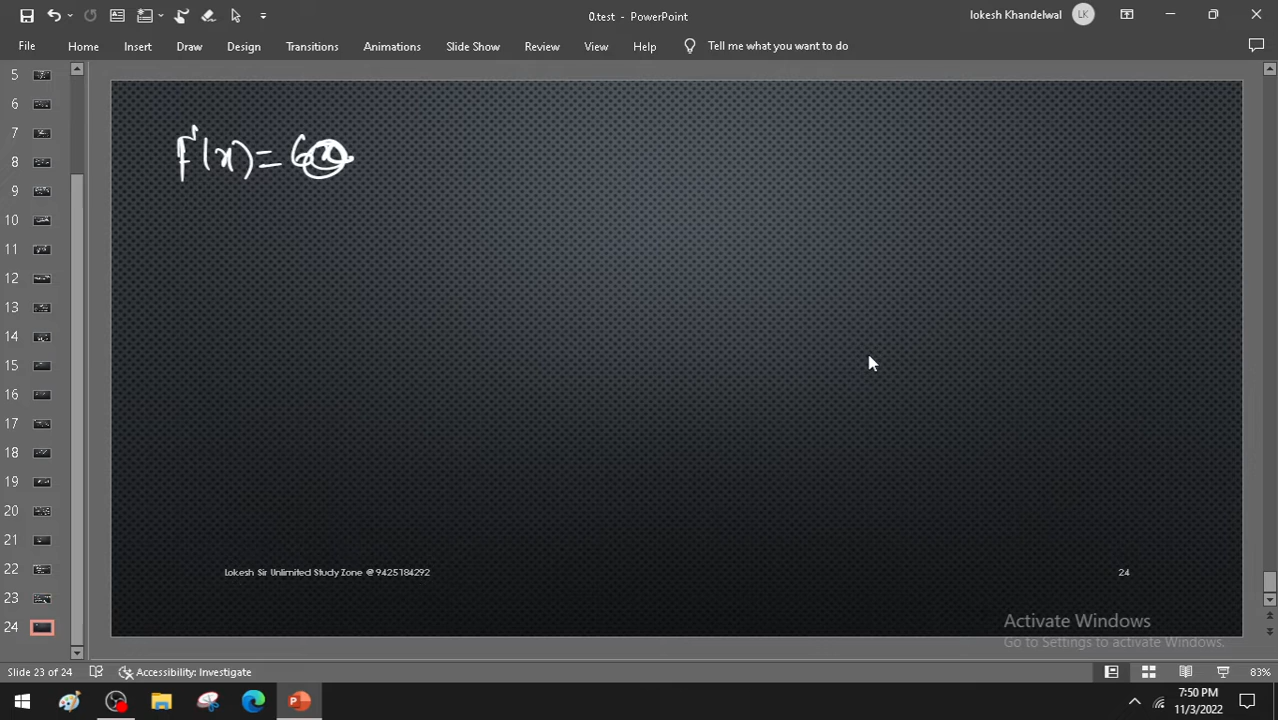 0.test - PowerPoint
lokesh Khandelwal
LK
File Home Insert Draw Design Transitions Animations Slide Show Review View Help Tell me what you want to do
5
6
7
8
9
10
11
12
13
14
15
16
17
18
19
20
21
22
23
24
f'(x) = 6
Lokesh Sir Unlimited Study Zone @ 9425184292
24
Activate Windows
Go to Settings to activate Windows.
Slide 23 of 24
Accessibility: Investigate
83%
7:50 PM
11/3/2022